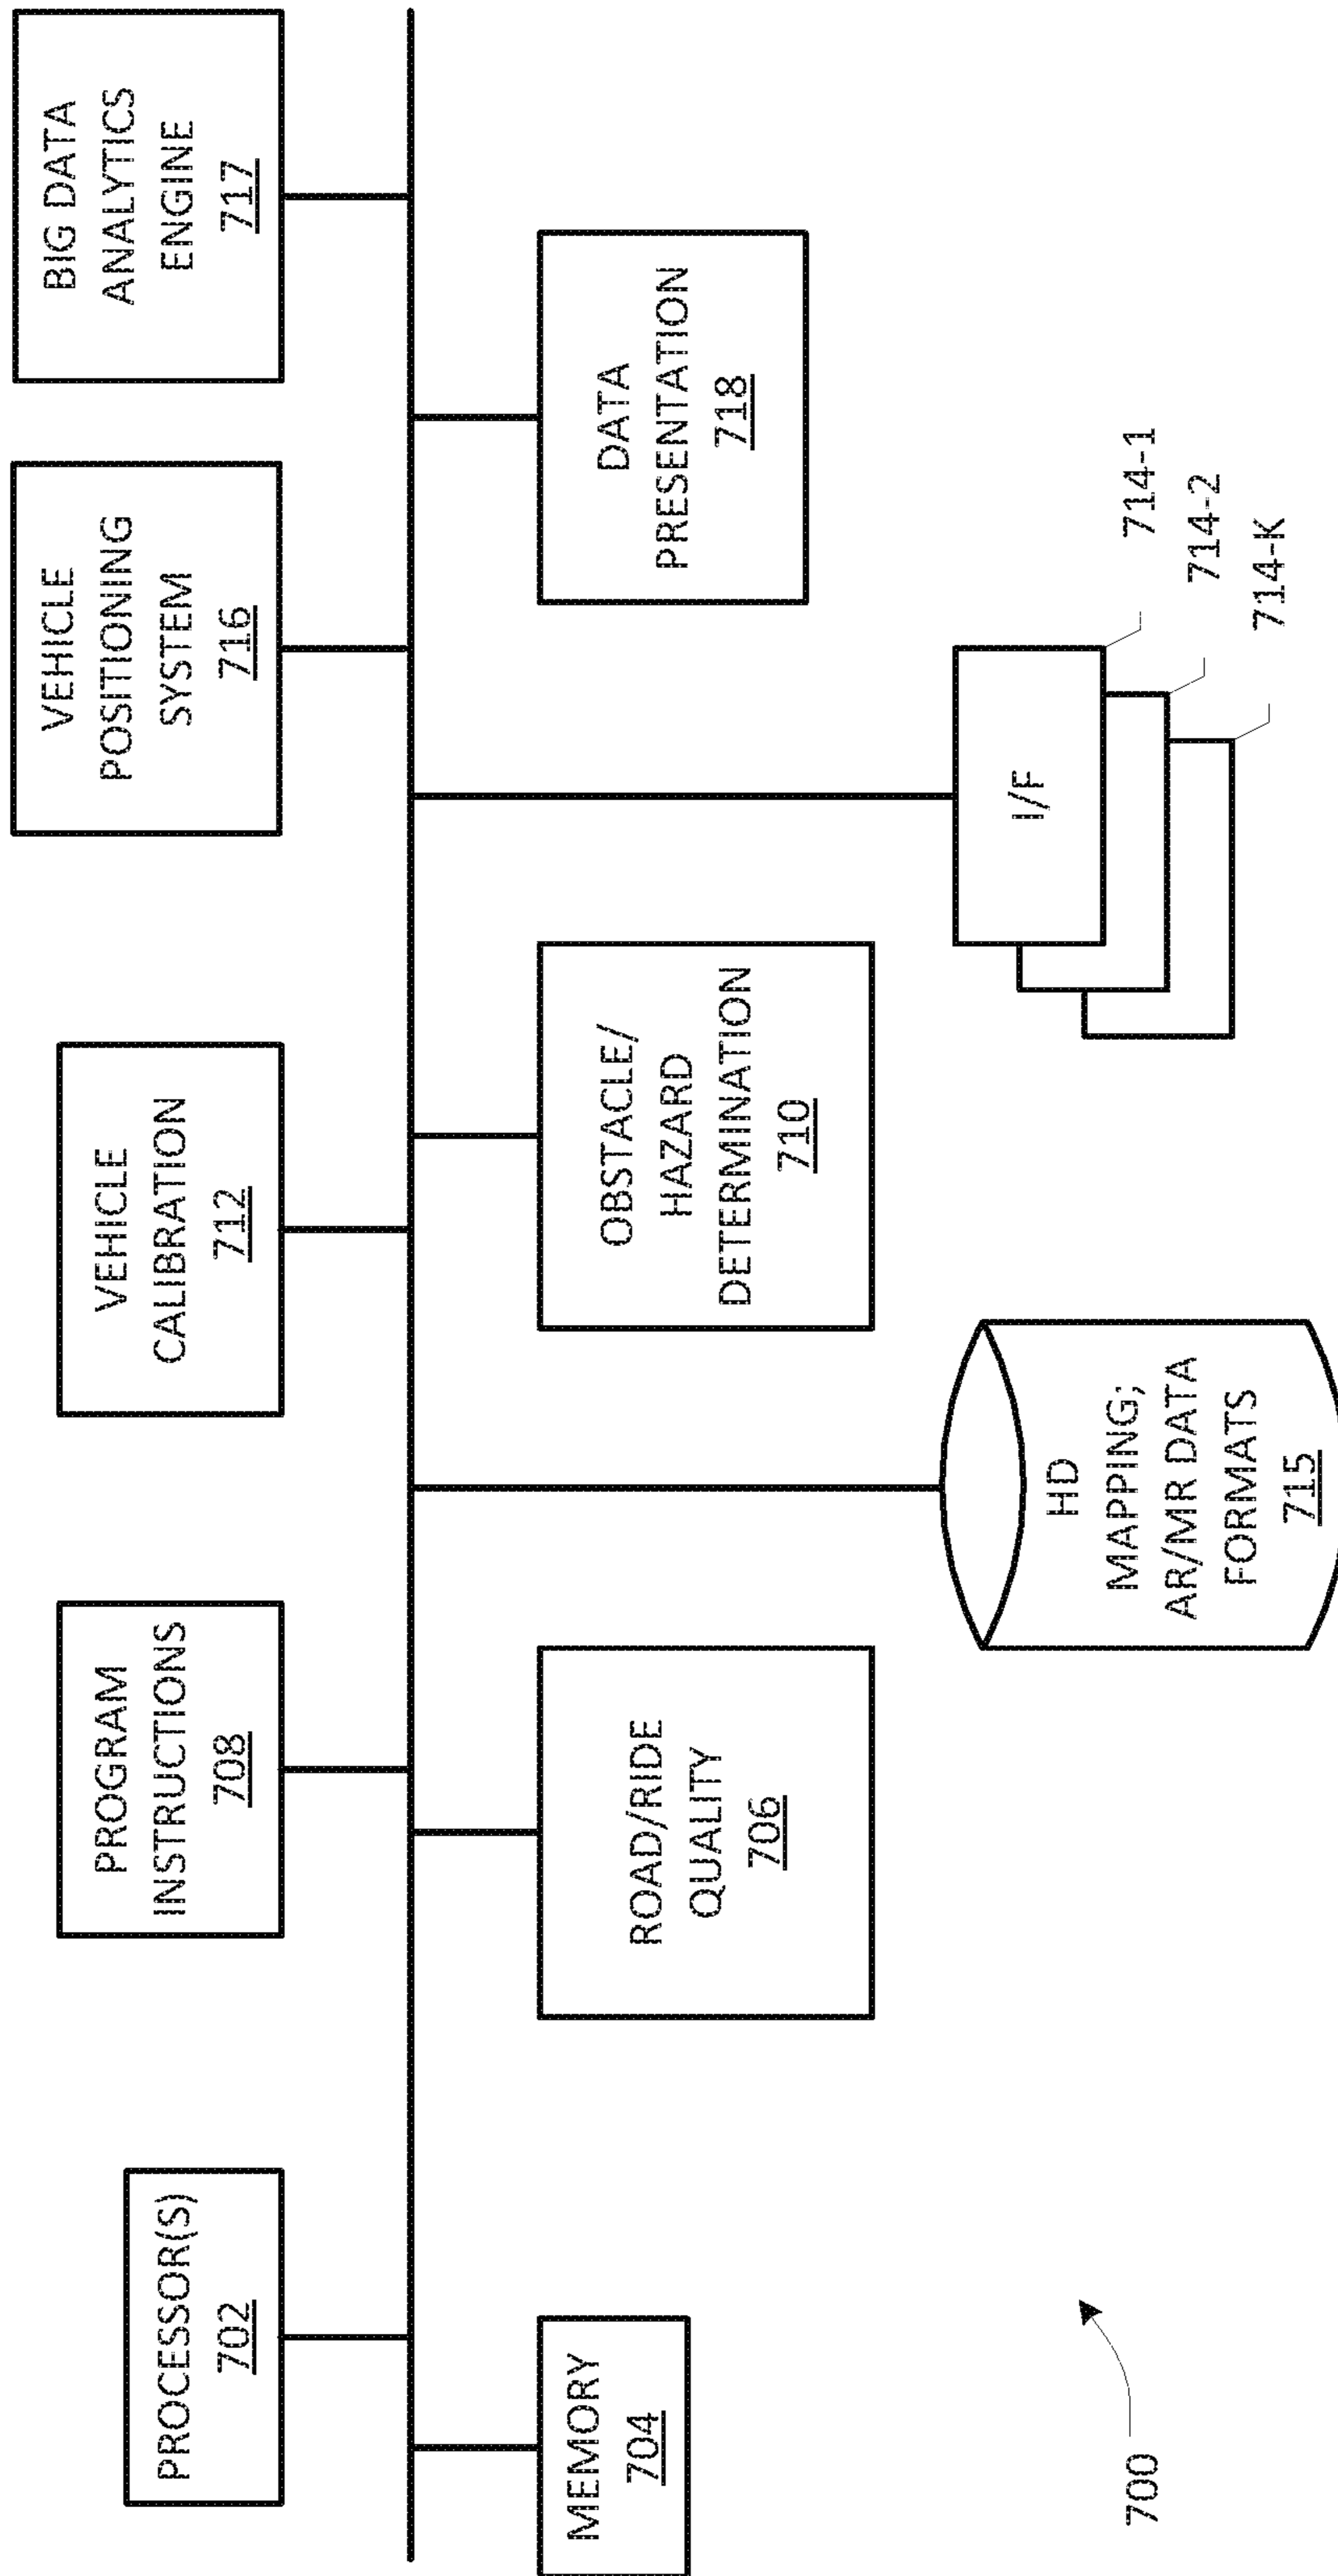 PROCESSOR(S)
702
PROGRAM
INSTRUCTIONS
708
VEHICLE
CALIBRATION
712
VEHICLE
POSITIONING
SYSTEM
716
BIG DATA
ANALYTICS
ENGINE
717
MEMORY
704
ROAD/RIDE
QUALITY
706
OBSTACLE/
HAZARD
DETERMINATION
710
DATA
PRESENTATION
718
HD
MAPPING;
AR/MR DATA
FORMATS
715
I/F
714-1
714-2
714-K
700